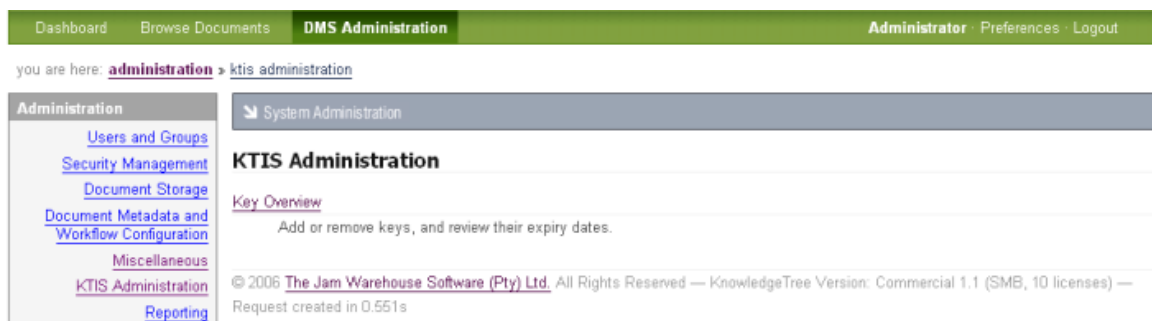 Dashboard Browse Documents DMS Administration Administrator · Preferences · Logout
you are here: administration » ktis administration
Administration
Users and Groups
Security Management
Document Storage
Document Metadata and
Workflow Configuration
Miscellaneous
KTIS Administration
Reporting
System Administration
KTIS Administration
Key Overview
Add or remove keys, and review their expiry dates.
© 2006 The Jam Warehouse Software (Pty) Ltd. All Rights Reserved — KnowledgeTree Version: Commercial 1.1 (SMB, 10 licenses) —
Request created in 0.551s